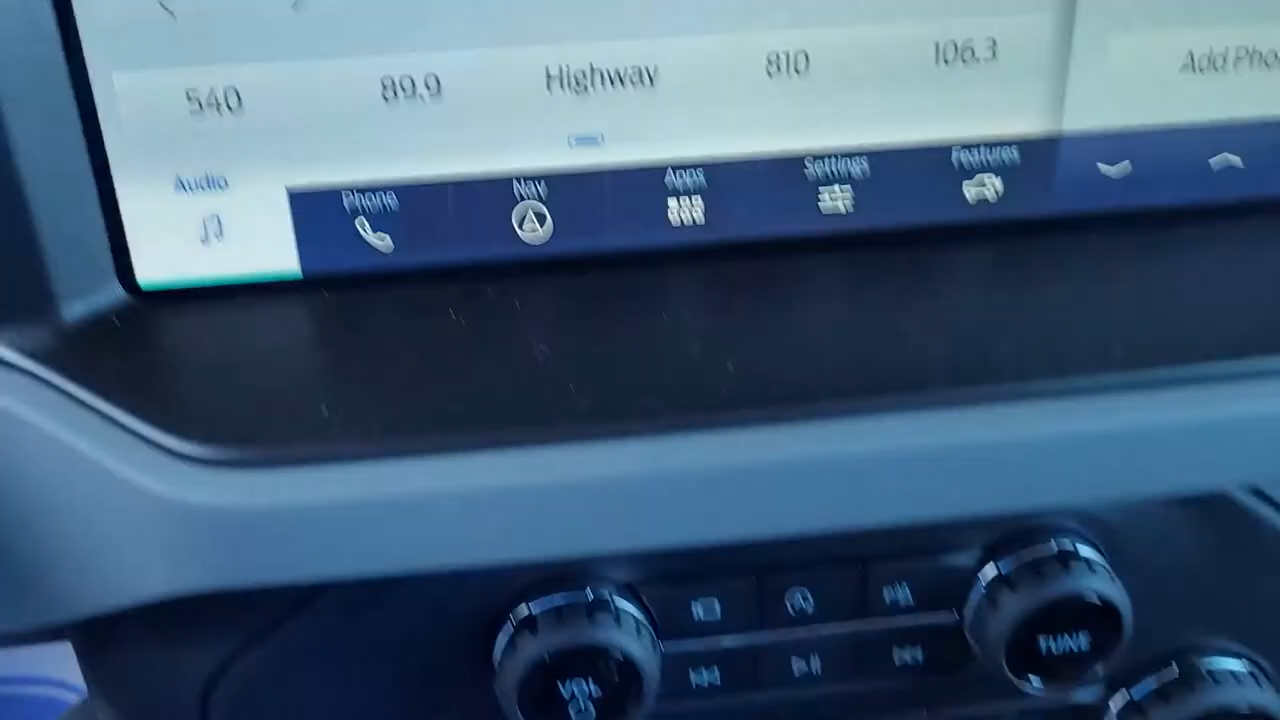 540 89.9 Highway 810 106.3 Add Pho
Audio Phone Nav Apps Settings Features
VOL TUNE